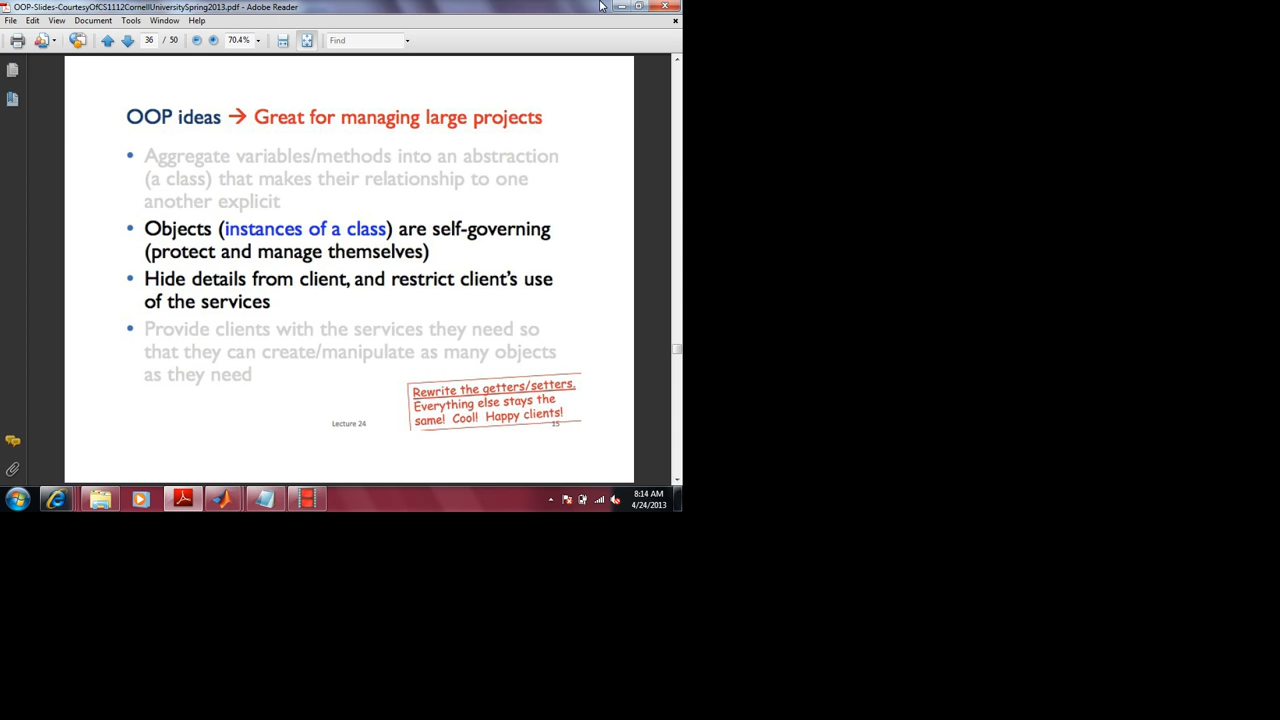 OOP-Slides-CourtesyOfCS1112CornellUniversitySpring2013.pdf - Adobe Reader
File Edit View Document Tools Window Help
36 / 50 70.4% Find
OOP ideas → Great for managing large projects
• Aggregate variables/methods into an abstraction
(a class) that makes their relationship to one
another explicit
• Objects (instances of a class) are self-governing
(protect and manage themselves)
• Hide details from client, and restrict client's use
of the services
• Provide clients with the services they need so
that they can create/manipulate as many objects
as they need
Rewrite the getters/setters.
Everything else stays the
same! Cool! Happy clients!
Lecture 24 15
8:14 AM
4/24/2013